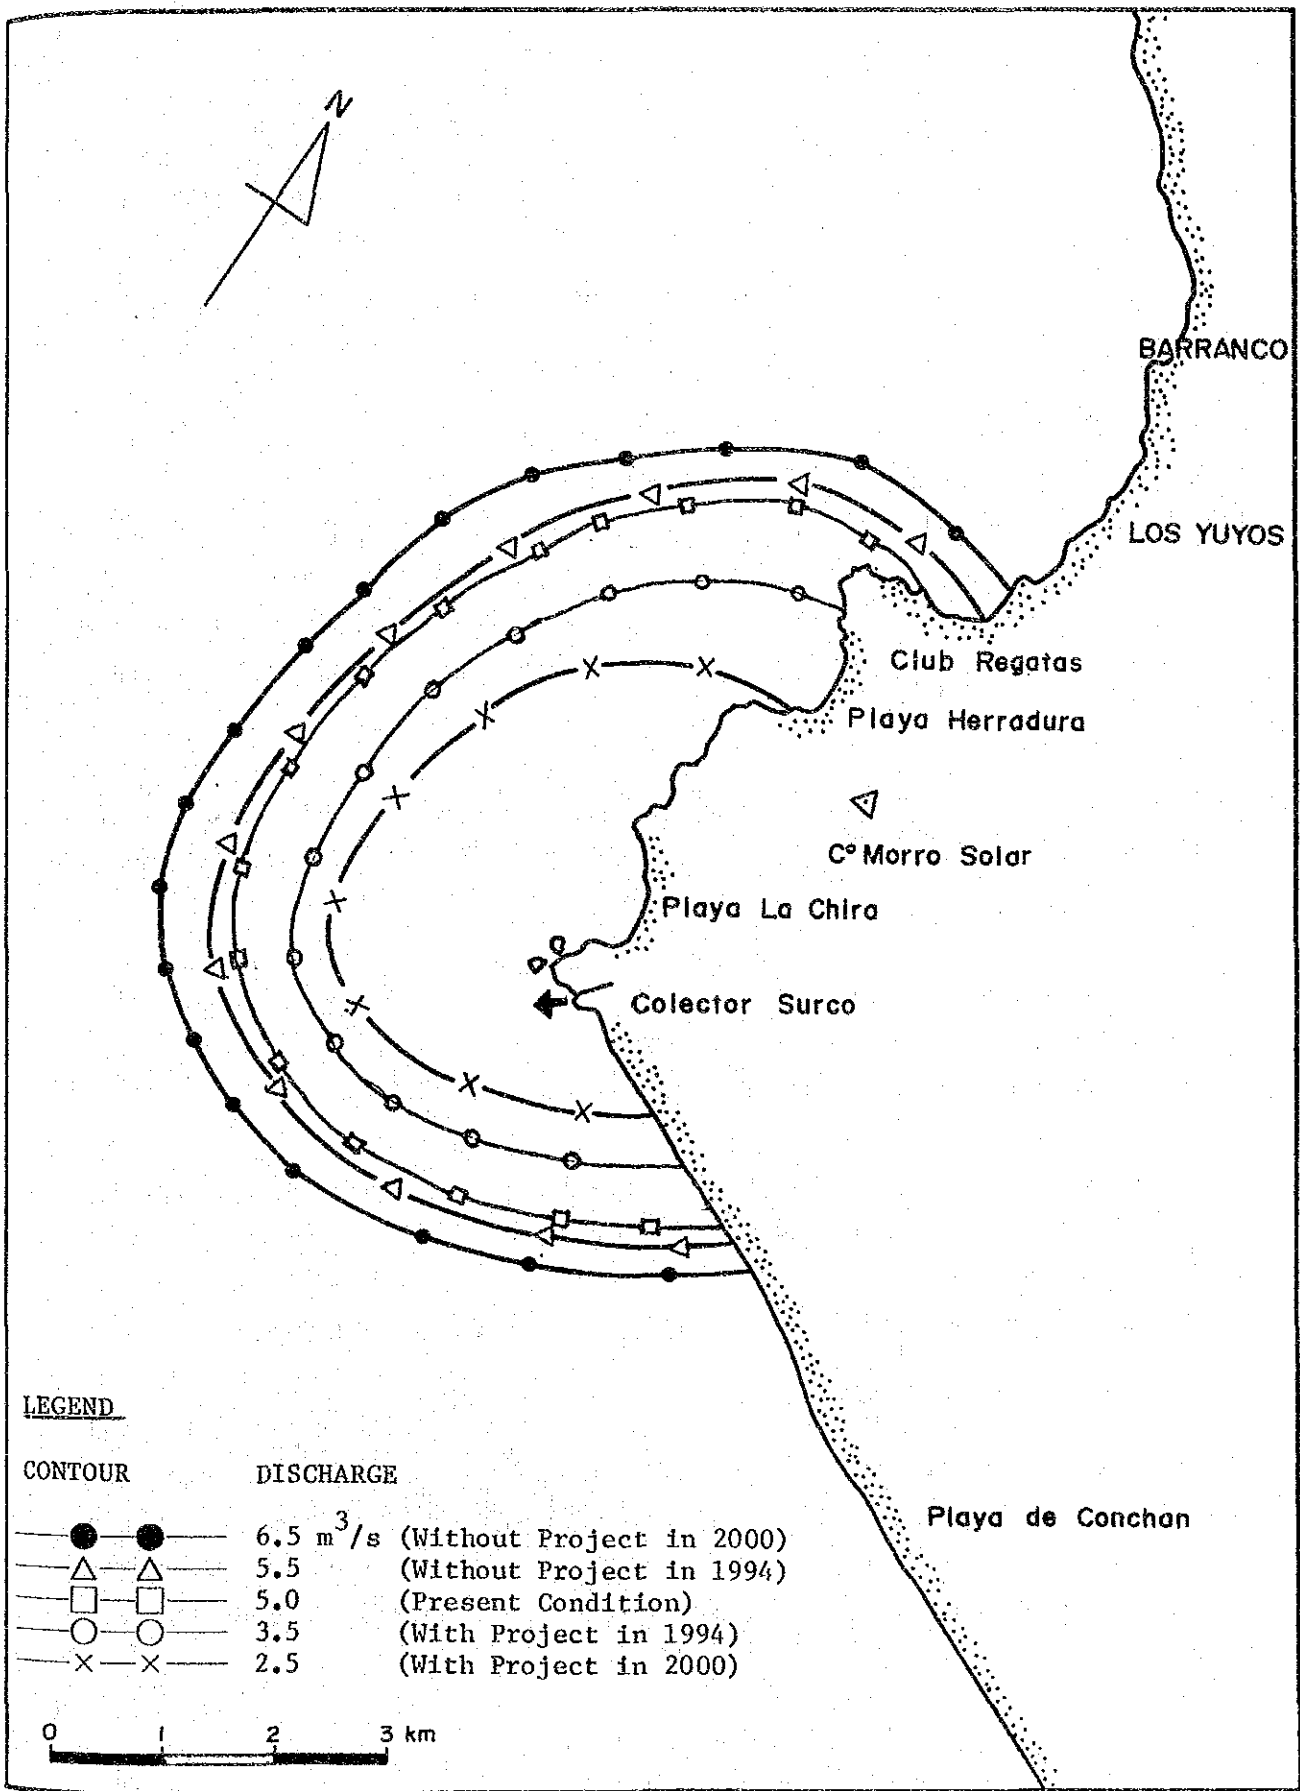 N
BARRANCO
LOS YUYOS
Club Regatas
Playa Herradura
C° Morro Solar
Playa La Chira
Colector Surco
Playa de Conchan
LEGEND
CONTOUR DISCHARGE
6.5 m³/s (Without Project in 2000)
5.5 (Without Project in 1994)
5.0 (Present Condition)
3.5 (With Project in 1994)
2.5 (With Project in 2000)
0 1 2 3 km